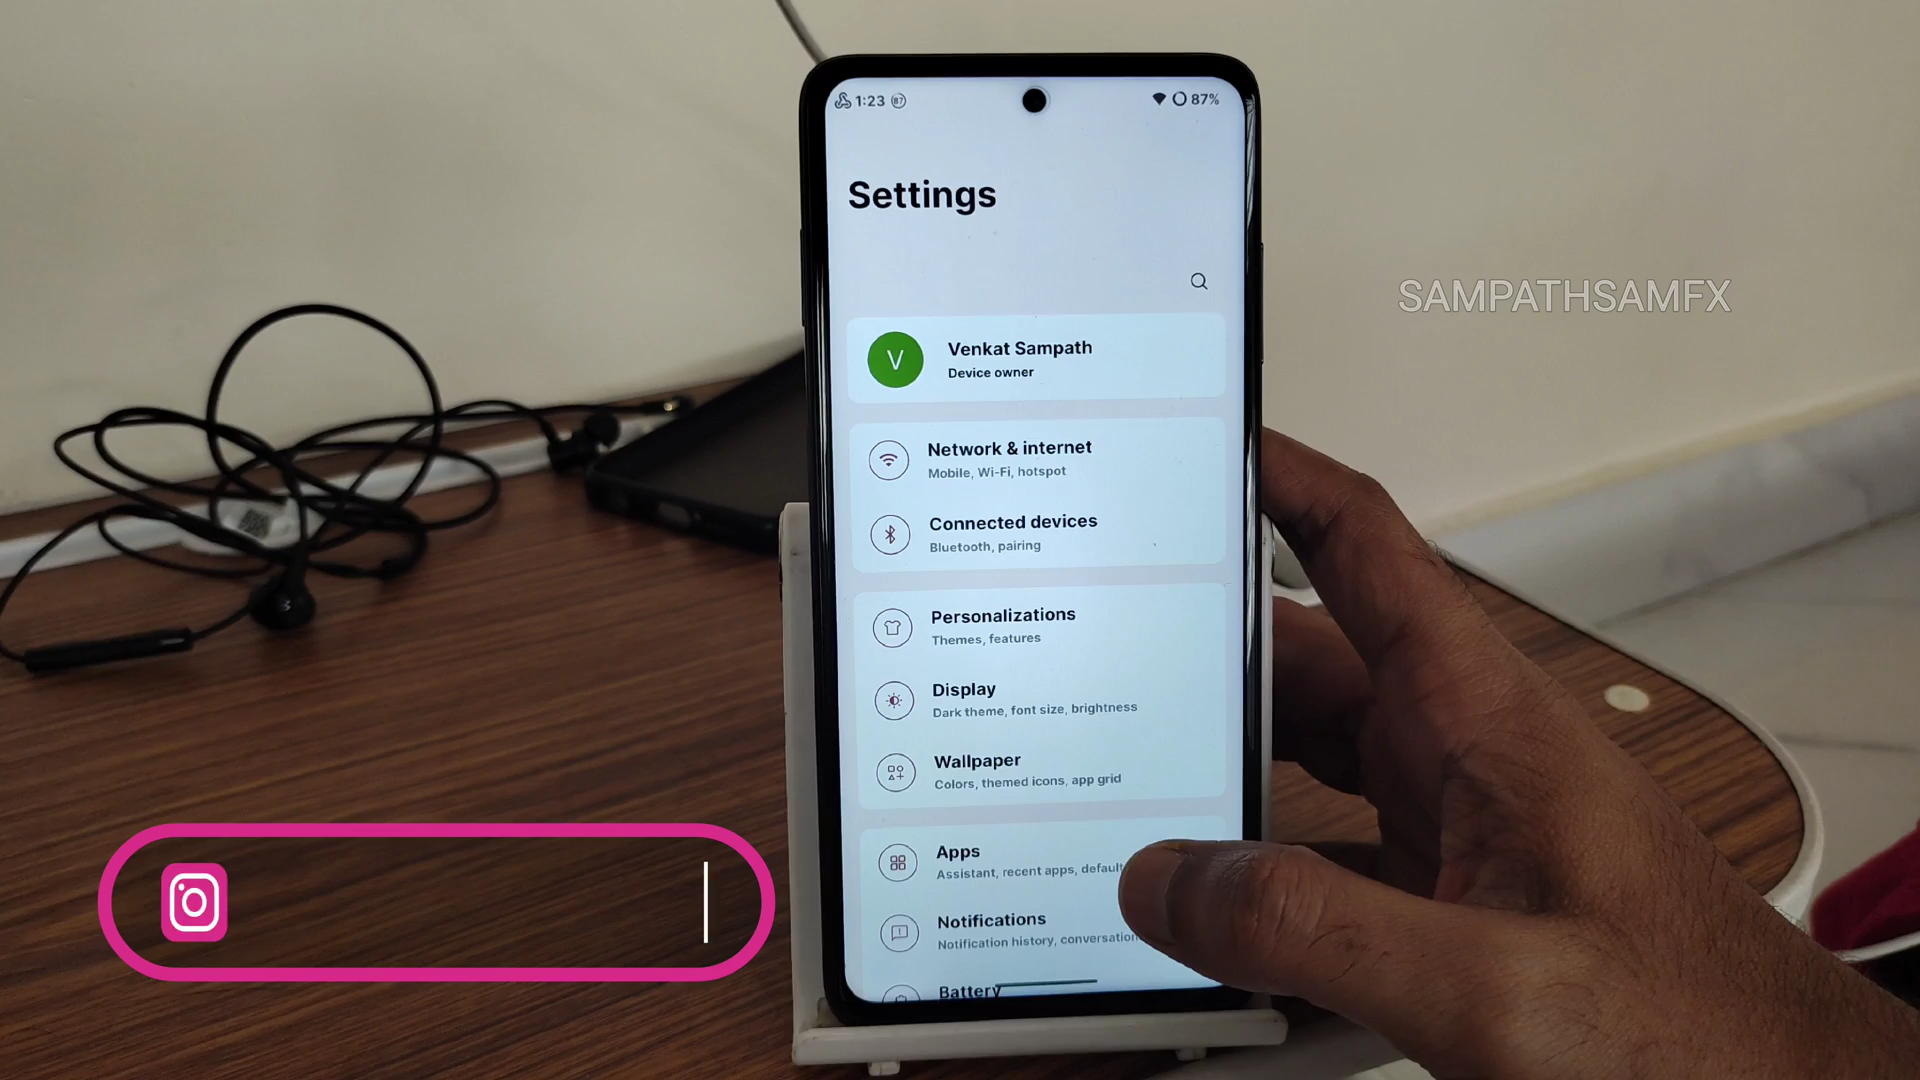 1:23 87
87%
Settings
SAMPATHSAMFX
V
Venkat Sampath
Device owner
Network & internet
Mobile, Wi-Fi, hotspot
Connected devices
Bluetooth, pairing
Personalizations
Themes, features
Display
Dark theme, font size, brightness
Wallpaper
Colors, themed icons, app grid
Apps
Assistant, recent apps, default
Notifications
Notification history, conversation
Battery